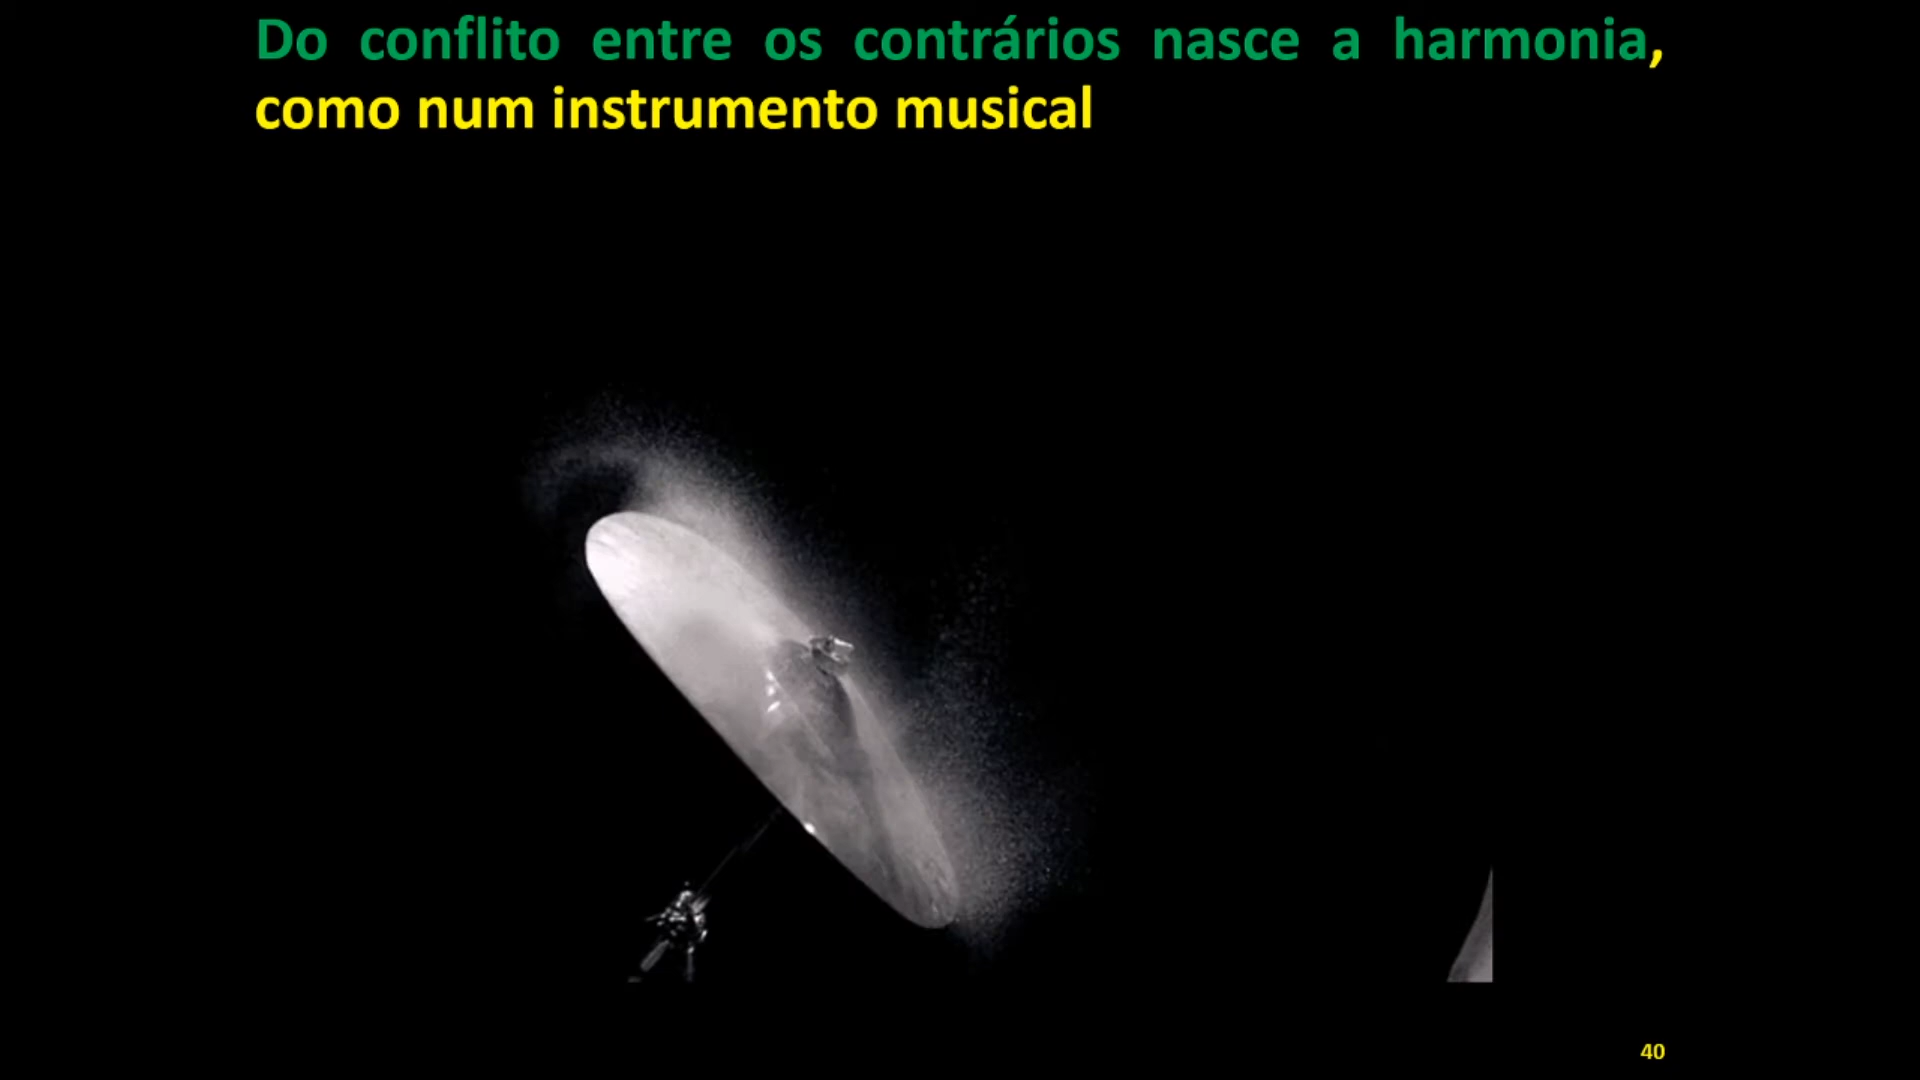 Do conflito entre os contrários nasce a harmonia,
como num instrumento musical
40